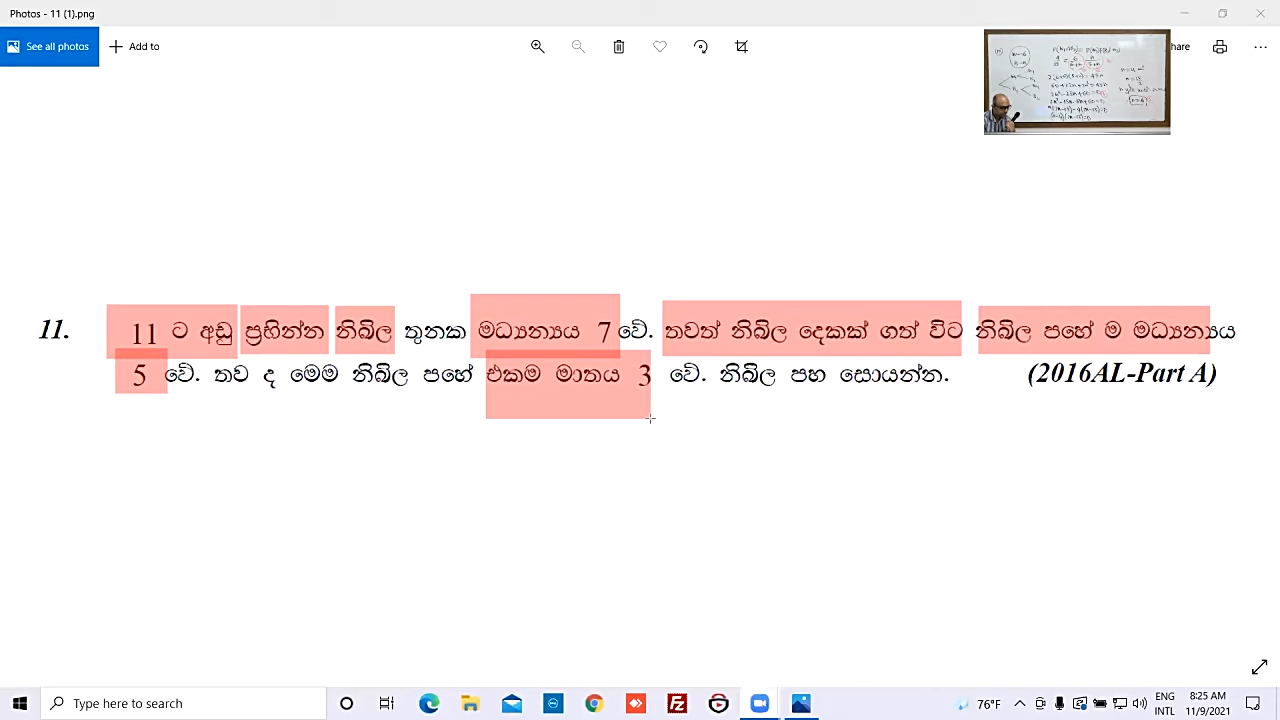 Photos - 11 (1).png
See all photos
Add to
hare
11. 11 ට අඩු ප්‍රභින්න නිඛිල තුනක මධ්‍යන්‍යය 7 වේ. තවත් නිඛිල දෙකක් ගත් විට නිඛිල පහේ ම මධ්‍යන්‍යය
5 වේ. තව ද මෙම නිඛිල පහේ එකම මාතය 3 වේ. නිඛිල පහ සොයන්න. (2016AL-Part A)
Type here to search
76°F
ENG
INTL
8:25 AM
11/9/2021